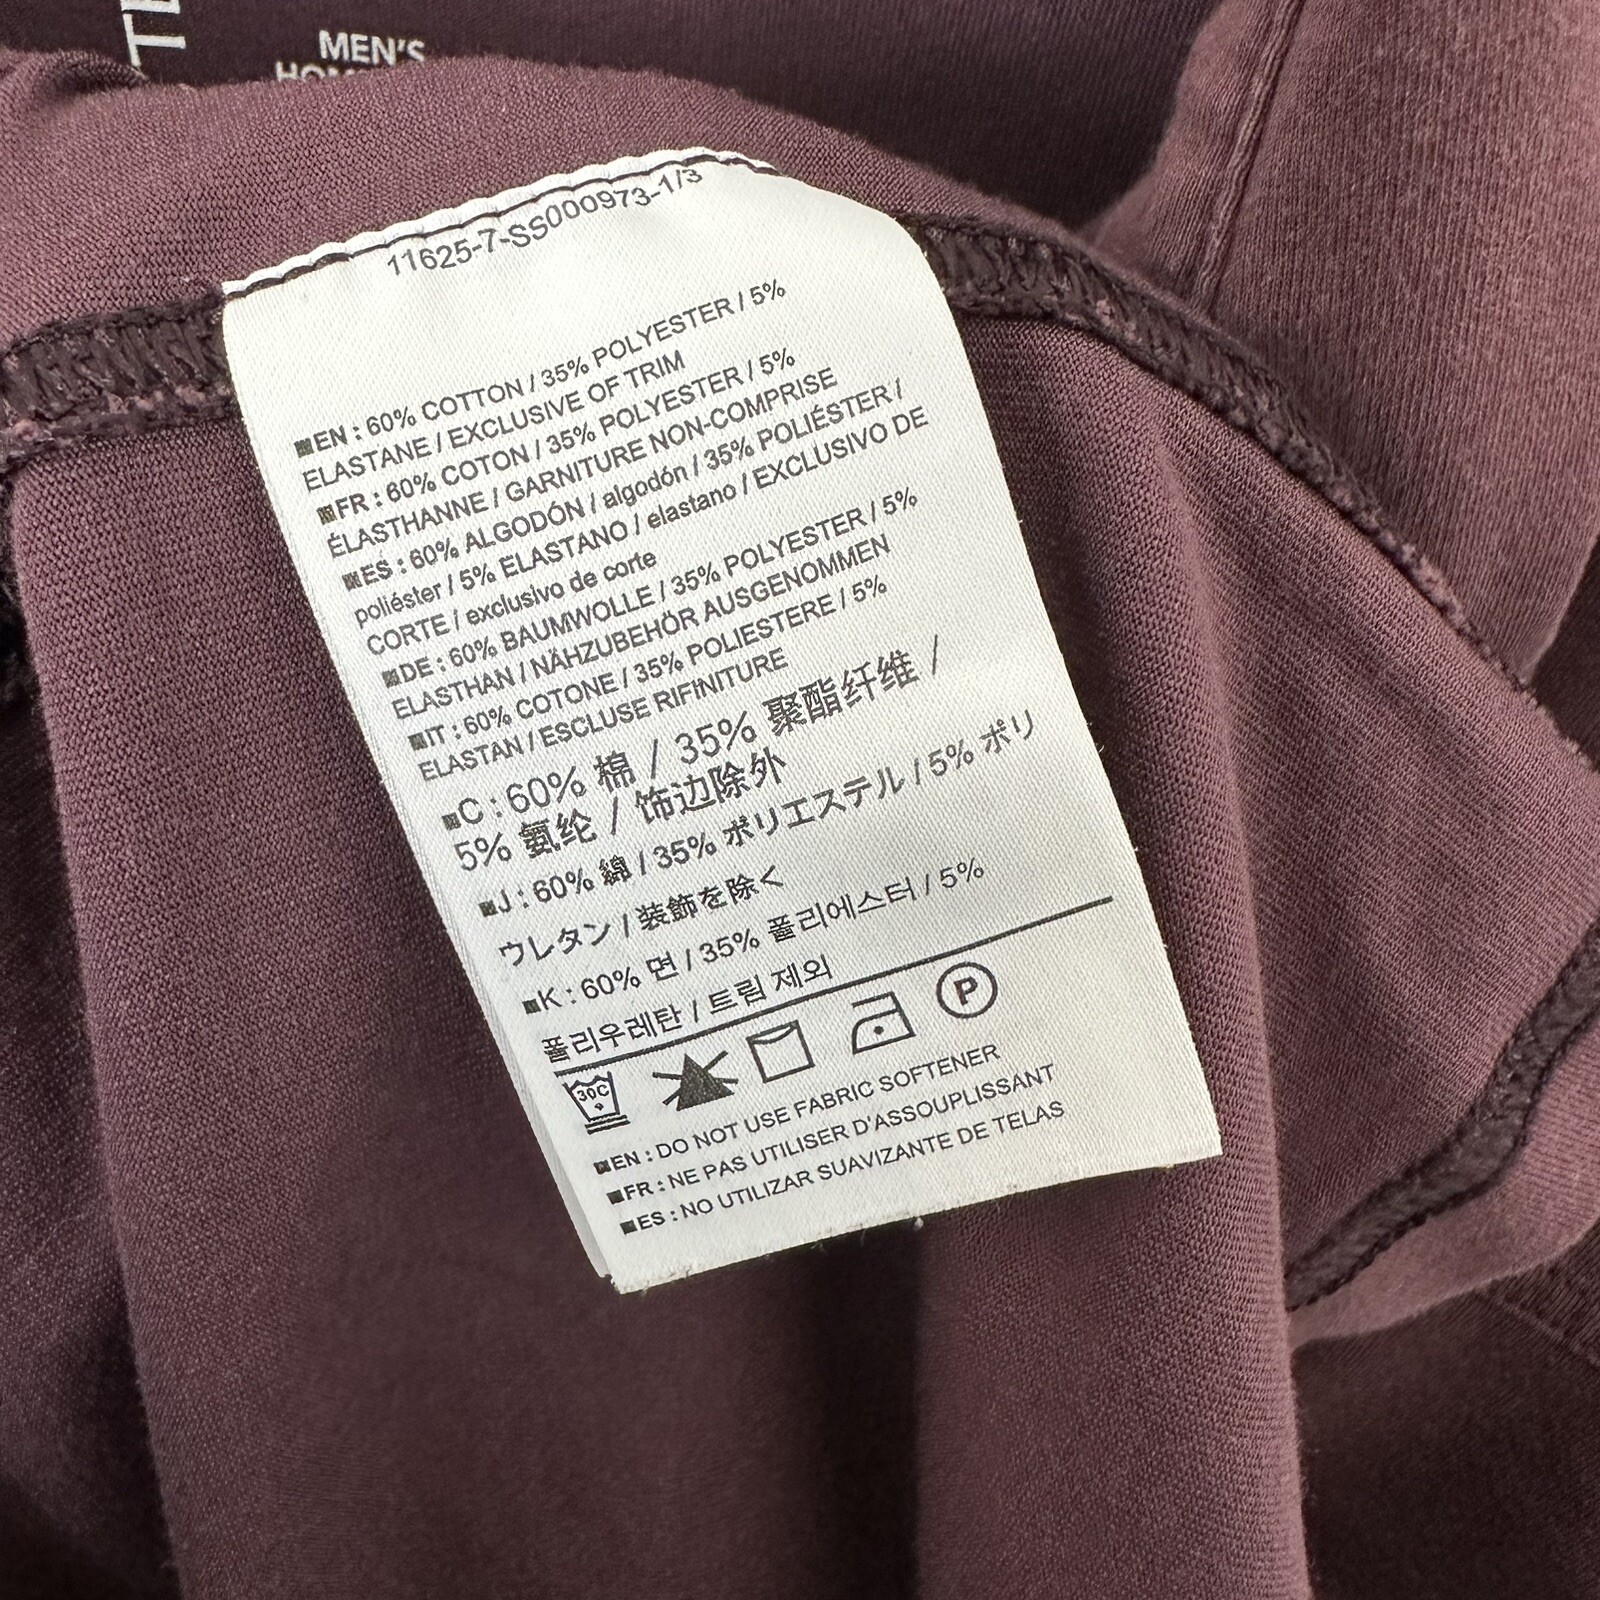 MEN'S
11625-7-SS000973-1/3
■EN : 60% COTTON / 35% POLYESTER / 5%
ELASTANE / EXCLUSIVE OF TRIM
■FR : 60% COTON / 35% POLYESTER / 5%
ÉLASTHANNE / GARNITURE NON-COMPRISE
■ES : 60% ALGODÓN / algodón / 35% POLIÉSTER /
poliéster / 5% ELASTANO / elastano / EXCLUSIVO DE
CORTE / exclusivo de corte
■DE : 60% BAUMWOLLE / 35% POLYESTER / 5%
ELASTHAN / NÄHZUBEHÖR AUSGENOMMEN
■IT : 60% COTONE / 35% POLIESTERE / 5%
ELASTAN / ESCLUSE RIFINITURE
■C : 60% 棉 / 35% 聚酯纤维 /
5% 氨纶 / 饰边除外
■J : 60% 綿 / 35% ポリエステル / 5% ポリ
ウレタン / 装飾を除く
■K : 60% 면 / 35% 폴리에스터 / 5%
폴리우레탄 / 트림 제외
30C P
■EN : DO NOT USE FABRIC SOFTENER
■FR : NE PAS UTILISER D'ASSOUPLISSANT
■ES : NO UTILIZAR SUAVIZANTE DE TELAS